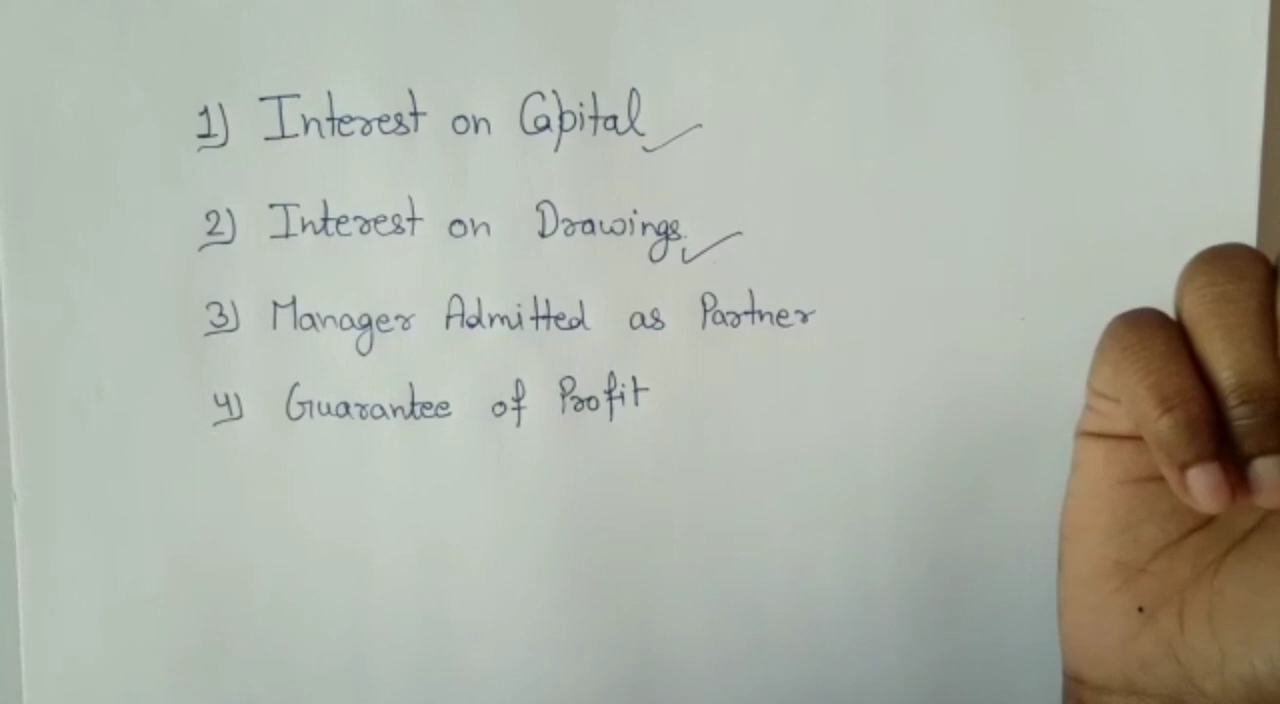 1) Interest on Capital
2) Interest on Drawings
3) Manager Admitted as Partner
4) Guarantee of Profit